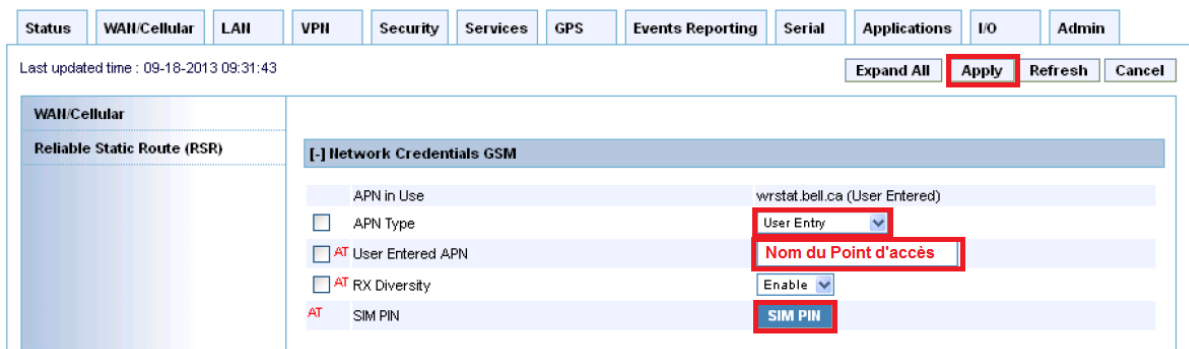 Status WAN/Cellular LAN VPN Security Services GPS Events Reporting Serial Applications I/O Admin
Last updated time : 09-18-2013 09:31:43 Expand All Apply Refresh Cancel
WAN/Cellular
Reliable Static Route (RSR)
[-] Network Credentials GSM
APN in Use wrstat.bell.ca (User Entered)
APN Type User Entry
AT User Entered APN Nom du Point d'accès
AT RX Diversity Enable
AT SIM PIN SIM PIN